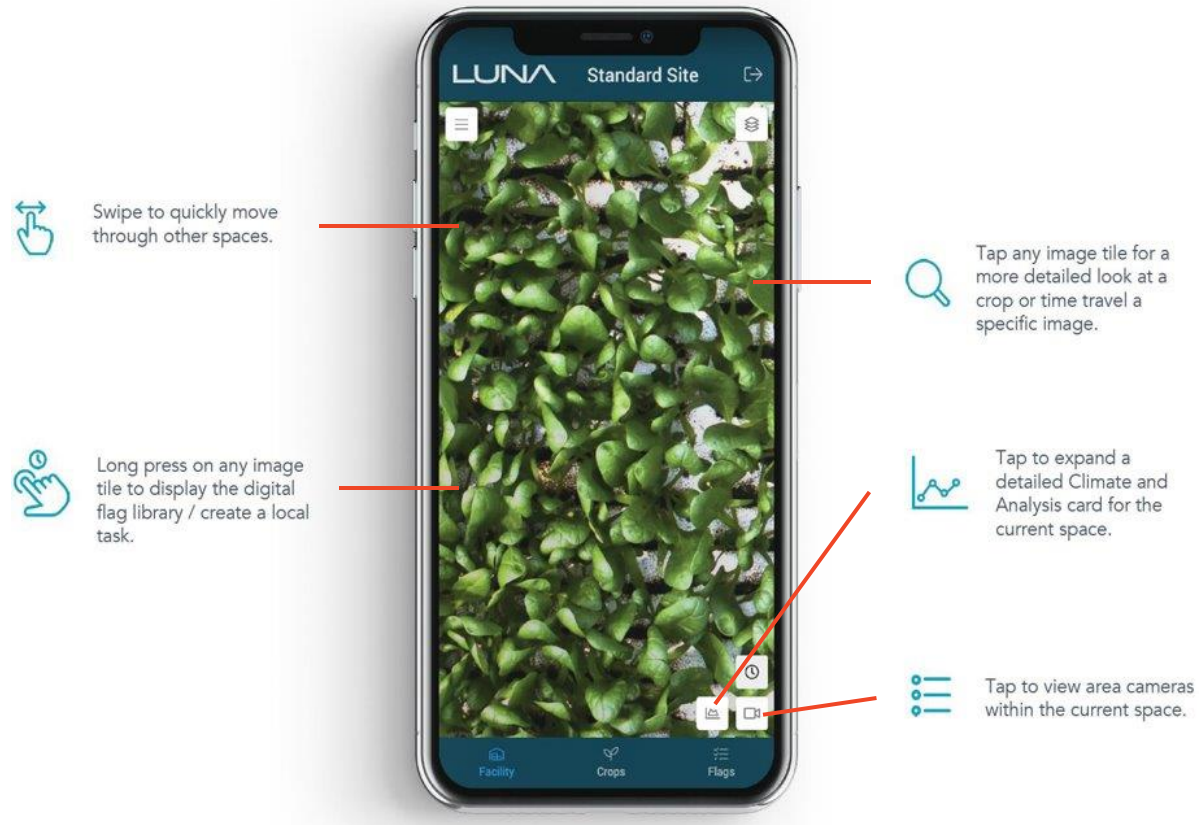 LUNA
Standard Site
Swipe to quickly move
through other spaces.
Long press on any image
tile to display the digital
flag library / create a local
task.
Tap any image tile for a
more detailed look at a
crop or time travel a
specific image.
Tap to expand a
detailed Climate and
Analysis card for the
current space.
Tap to view area cameras
within the current space.
Facility
Crops
Flags